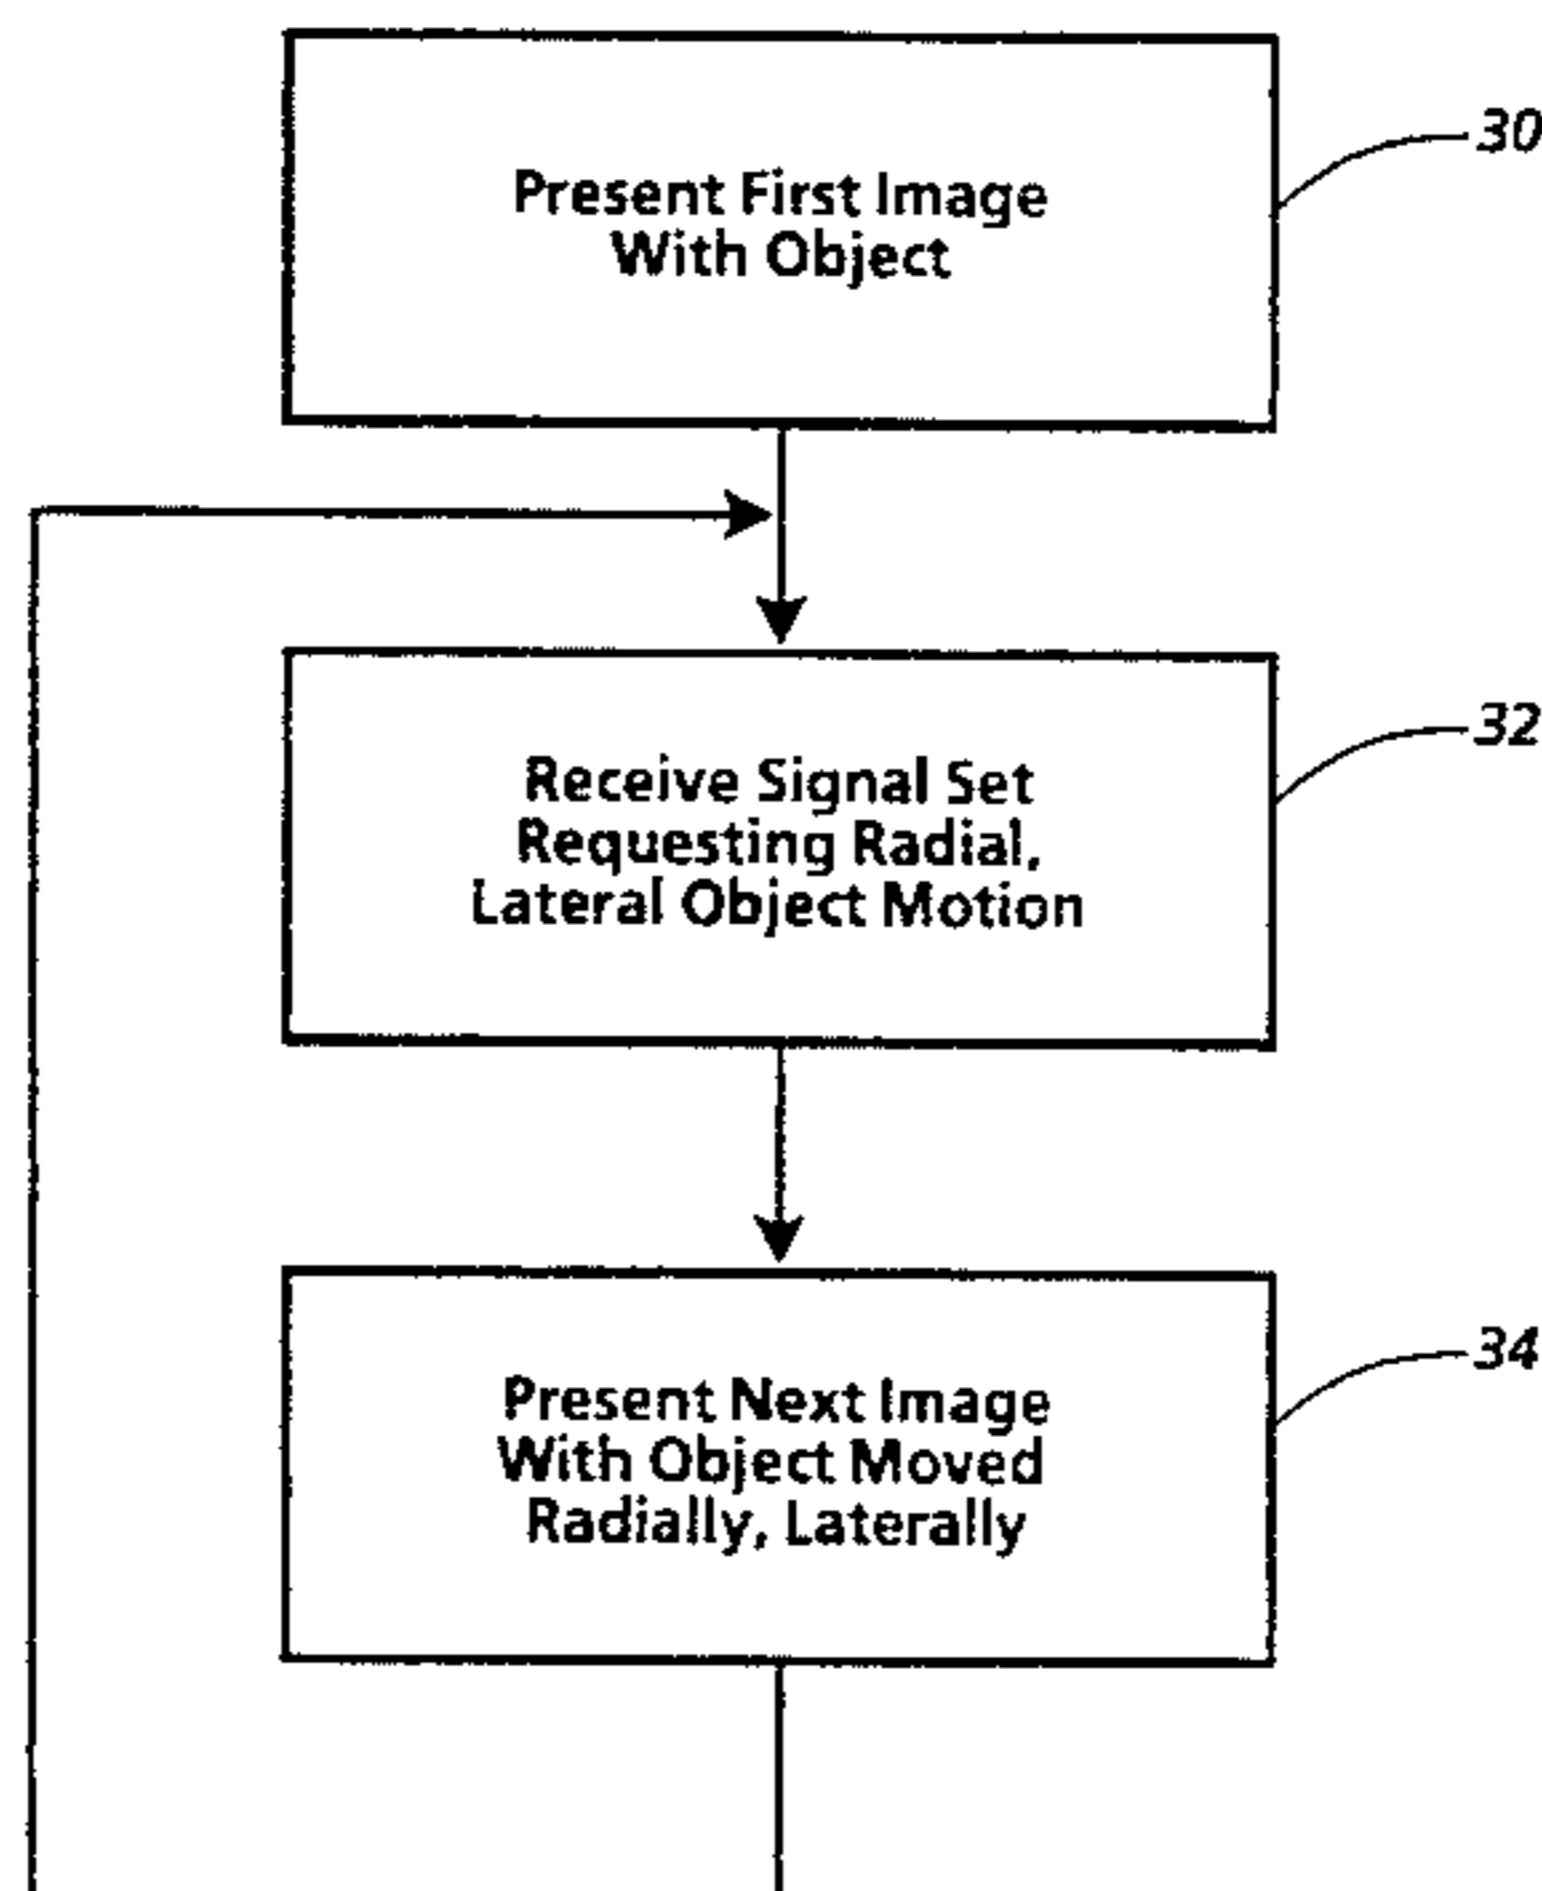 Present First Image
With Object
30
Receive Signal Set
Requesting Radial,
Lateral Object Motion
32
Present Next Image
With Object Moved
Radially, Laterally
34